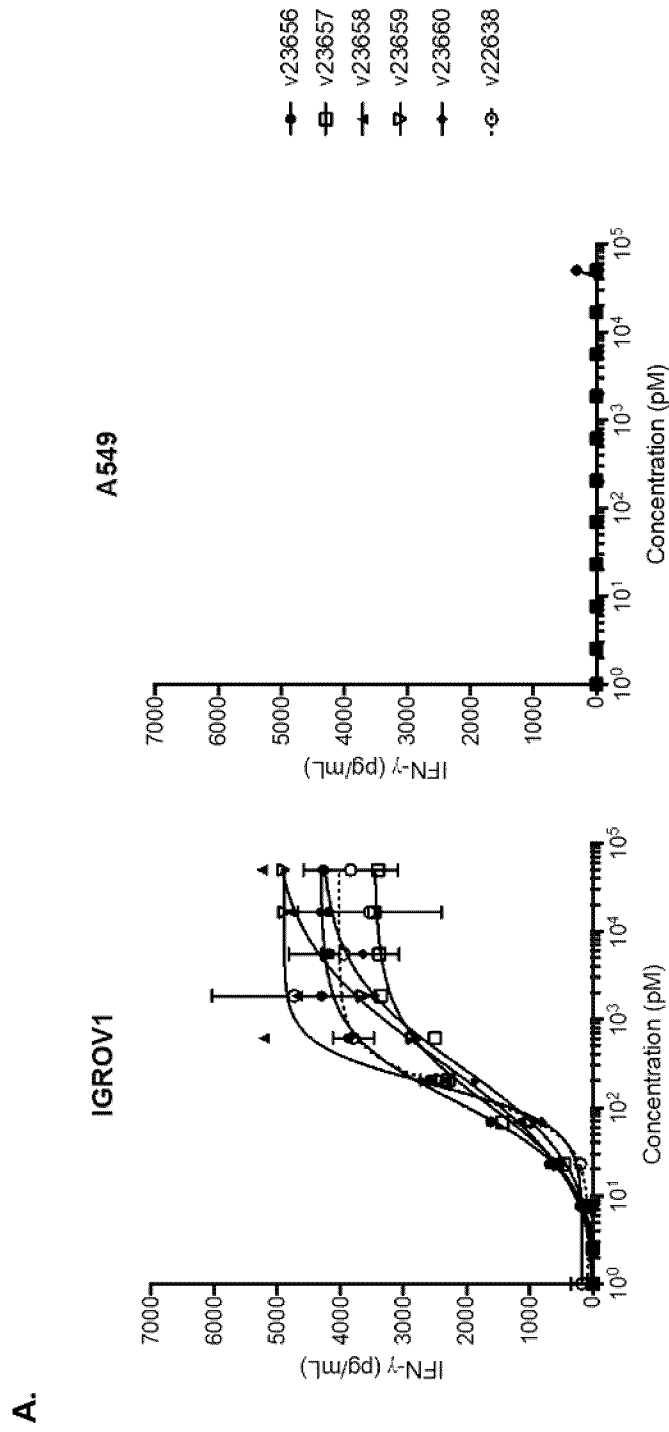 A.
IGROV1
7000
6000
5000
4000
3000
2000
1000
0
IFN-γ (pg/mL)
10⁰ 10¹ 10² 10³ 10⁴ 10⁵
Concentration (pM)
A549
7000
6000
5000
4000
3000
2000
1000
0
IFN-γ (pg/mL)
10⁰ 10¹ 10² 10³ 10⁴ 10⁵
Concentration (pM)
v23656
v23657
v23658
v23659
v23660
v22638